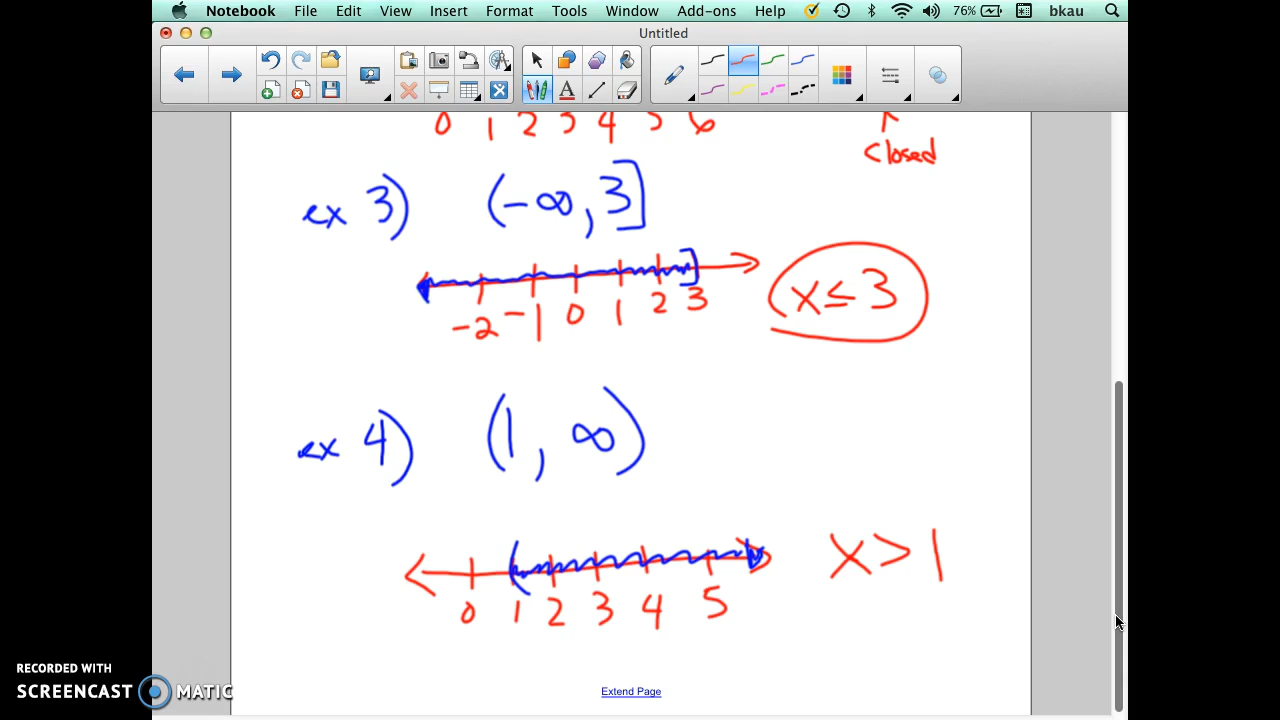 Notebook File Edit View Insert Format Tools Window Add-ons Help 76% bkau
Untitled
0 1 2 3 4 5 6
closed
ex 3) (-∞, 3]
-2 -1 0 1 2 3
x ≤ 3
ex 4) (1, ∞)
0 1 2 3 4 5
x > 1
Extend Page
RECORDED WITH
SCREENCAST MATIC